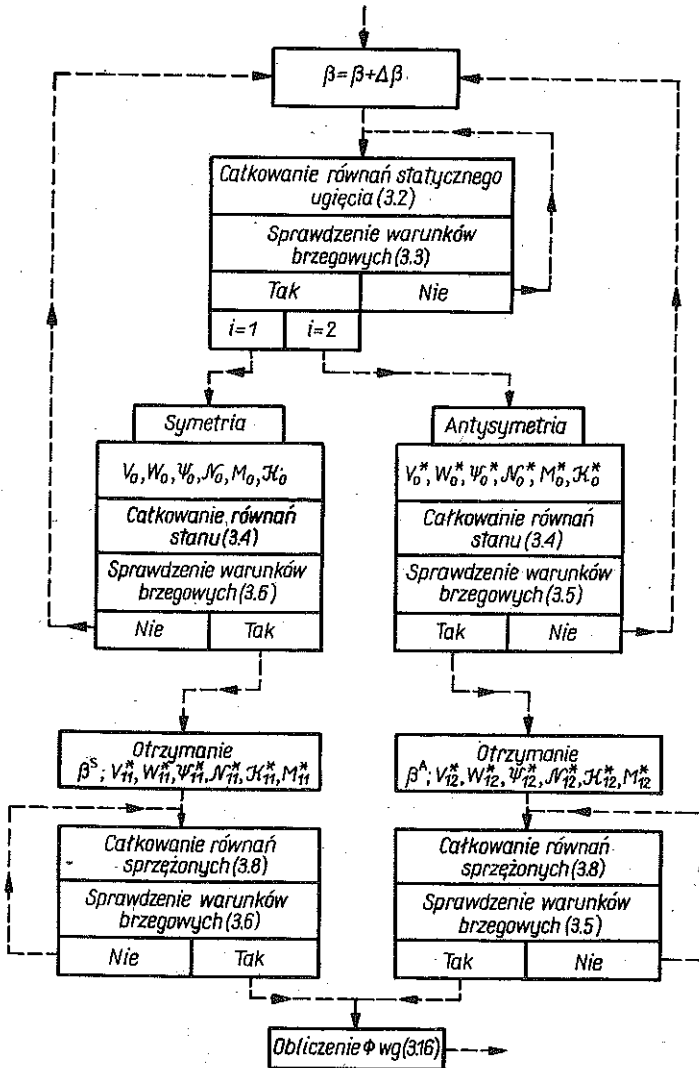 β=β+Δβ
Całkowanie równań statycznego
ugięcia (3.2)
Sprawdzenie warunków
brzegowych (3.3)
Tak Nie
i=1 i=2
Symetria
V₀, W₀, Ψ₀, 𝒩₀, M₀, ℋ₀
Całkowanie równań
stanu (3.4)
Sprawdzenie warunków
brzegowych (3.6)
Nie Tak
Antysymetria
V₀*, W₀*, Ψ₀*, 𝒩₀*, M₀*, ℋ₀*
Całkowanie równań
stanu (3.4)
Sprawdzenie warunków
brzegowych (3.5)
Tak Nie
Otrzymanie
βˢ; V₁₁*, W₁₁*, Ψ₁₁*, 𝒩₁₁*, ℋ₁₁*, M₁₁*
Całkowanie równań
sprzężonych (3.8)
Sprawdzenie warunków
brzegowych (3.6)
Nie Tak
Otrzymanie
βᴬ; V₁₂*, W₁₂*, Ψ₁₂*, 𝒩₁₂*, ℋ₁₂*, M₁₂*
Całkowanie równań
sprzężonych (3.8)
Sprawdzenie warunków
brzegowych (3.5)
Tak Nie
Obliczenie Φ wg (3.16)